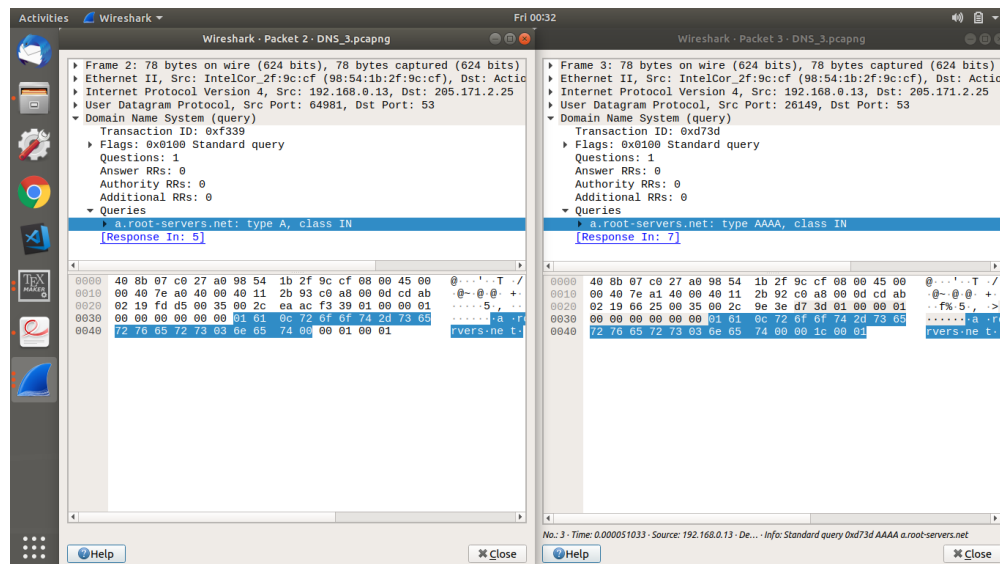 Activities Wireshark Fri 00:32
Wireshark · Packet 2 · DNS_3.pcapng
Frame 2: 78 bytes on wire (624 bits), 78 bytes captured (624 bits)
Ethernet II, Src: IntelCor_2f:9c:cf (98:54:1b:2f:9c:cf), Dst: Actio
Internet Protocol Version 4, Src: 192.168.0.13, Dst: 205.171.2.25
User Datagram Protocol, Src Port: 64981, Dst Port: 53
Domain Name System (query)
Transaction ID: 0xf339
Flags: 0x0100 Standard query
Questions: 1
Answer RRs: 0
Authority RRs: 0
Additional RRs: 0
Queries
a.root-servers.net: type A, class IN
[Response In: 5]
0000 40 8b 07 c0 27 a0 98 54 1b 2f 9c cf 08 00 45 00 @···'··T ·/
0010 00 40 7e a0 40 00 40 11 2b 93 c0 a8 00 0d cd ab ·@~·@·@· +·
0020 02 19 fd d5 00 35 00 2c ea ac f3 39 01 00 00 01 ·····5·, ··
0030 00 00 00 00 00 00 01 61 0c 72 6f 6f 74 2d 73 65 ·······a ·r
0040 72 76 65 72 73 03 6e 65 74 00 00 01 00 01 rvers·ne t·
Help
Close
Wireshark · Packet 3 · DNS_3.pcapng
Frame 3: 78 bytes on wire (624 bits), 78 bytes captured (624 bits)
Ethernet II, Src: IntelCor_2f:9c:cf (98:54:1b:2f:9c:cf), Dst: Actio
Internet Protocol Version 4, Src: 192.168.0.13, Dst: 205.171.2.25
User Datagram Protocol, Src Port: 26149, Dst Port: 53
Domain Name System (query)
Transaction ID: 0xd73d
Flags: 0x0100 Standard query
Questions: 1
Answer RRs: 0
Authority RRs: 0
Additional RRs: 0
Queries
a.root-servers.net: type AAAA, class IN
[Response In: 7]
0000 40 8b 07 c0 27 a0 98 54 1b 2f 9c cf 08 00 45 00 @···'··T ·/
0010 00 40 7e a1 40 00 40 11 2b 92 c0 a8 00 0d cd ab ·@~·@·@· +·
0020 02 19 66 25 00 35 00 2c 9e 3e d7 3d 01 00 00 01 ··f%·5·, ·>
0030 00 00 00 00 00 00 01 61 0c 72 6f 6f 74 2d 73 65 ·······a ·r
0040 72 76 65 72 73 03 6e 65 74 00 00 1c 00 01 rvers·ne t·
No.: 3 · Time: 0.000051033 · Source: 192.168.0.13 · De... · Info: Standard query 0xd73d AAAA a.root-servers.net
Help
Close
TEX
MAKER